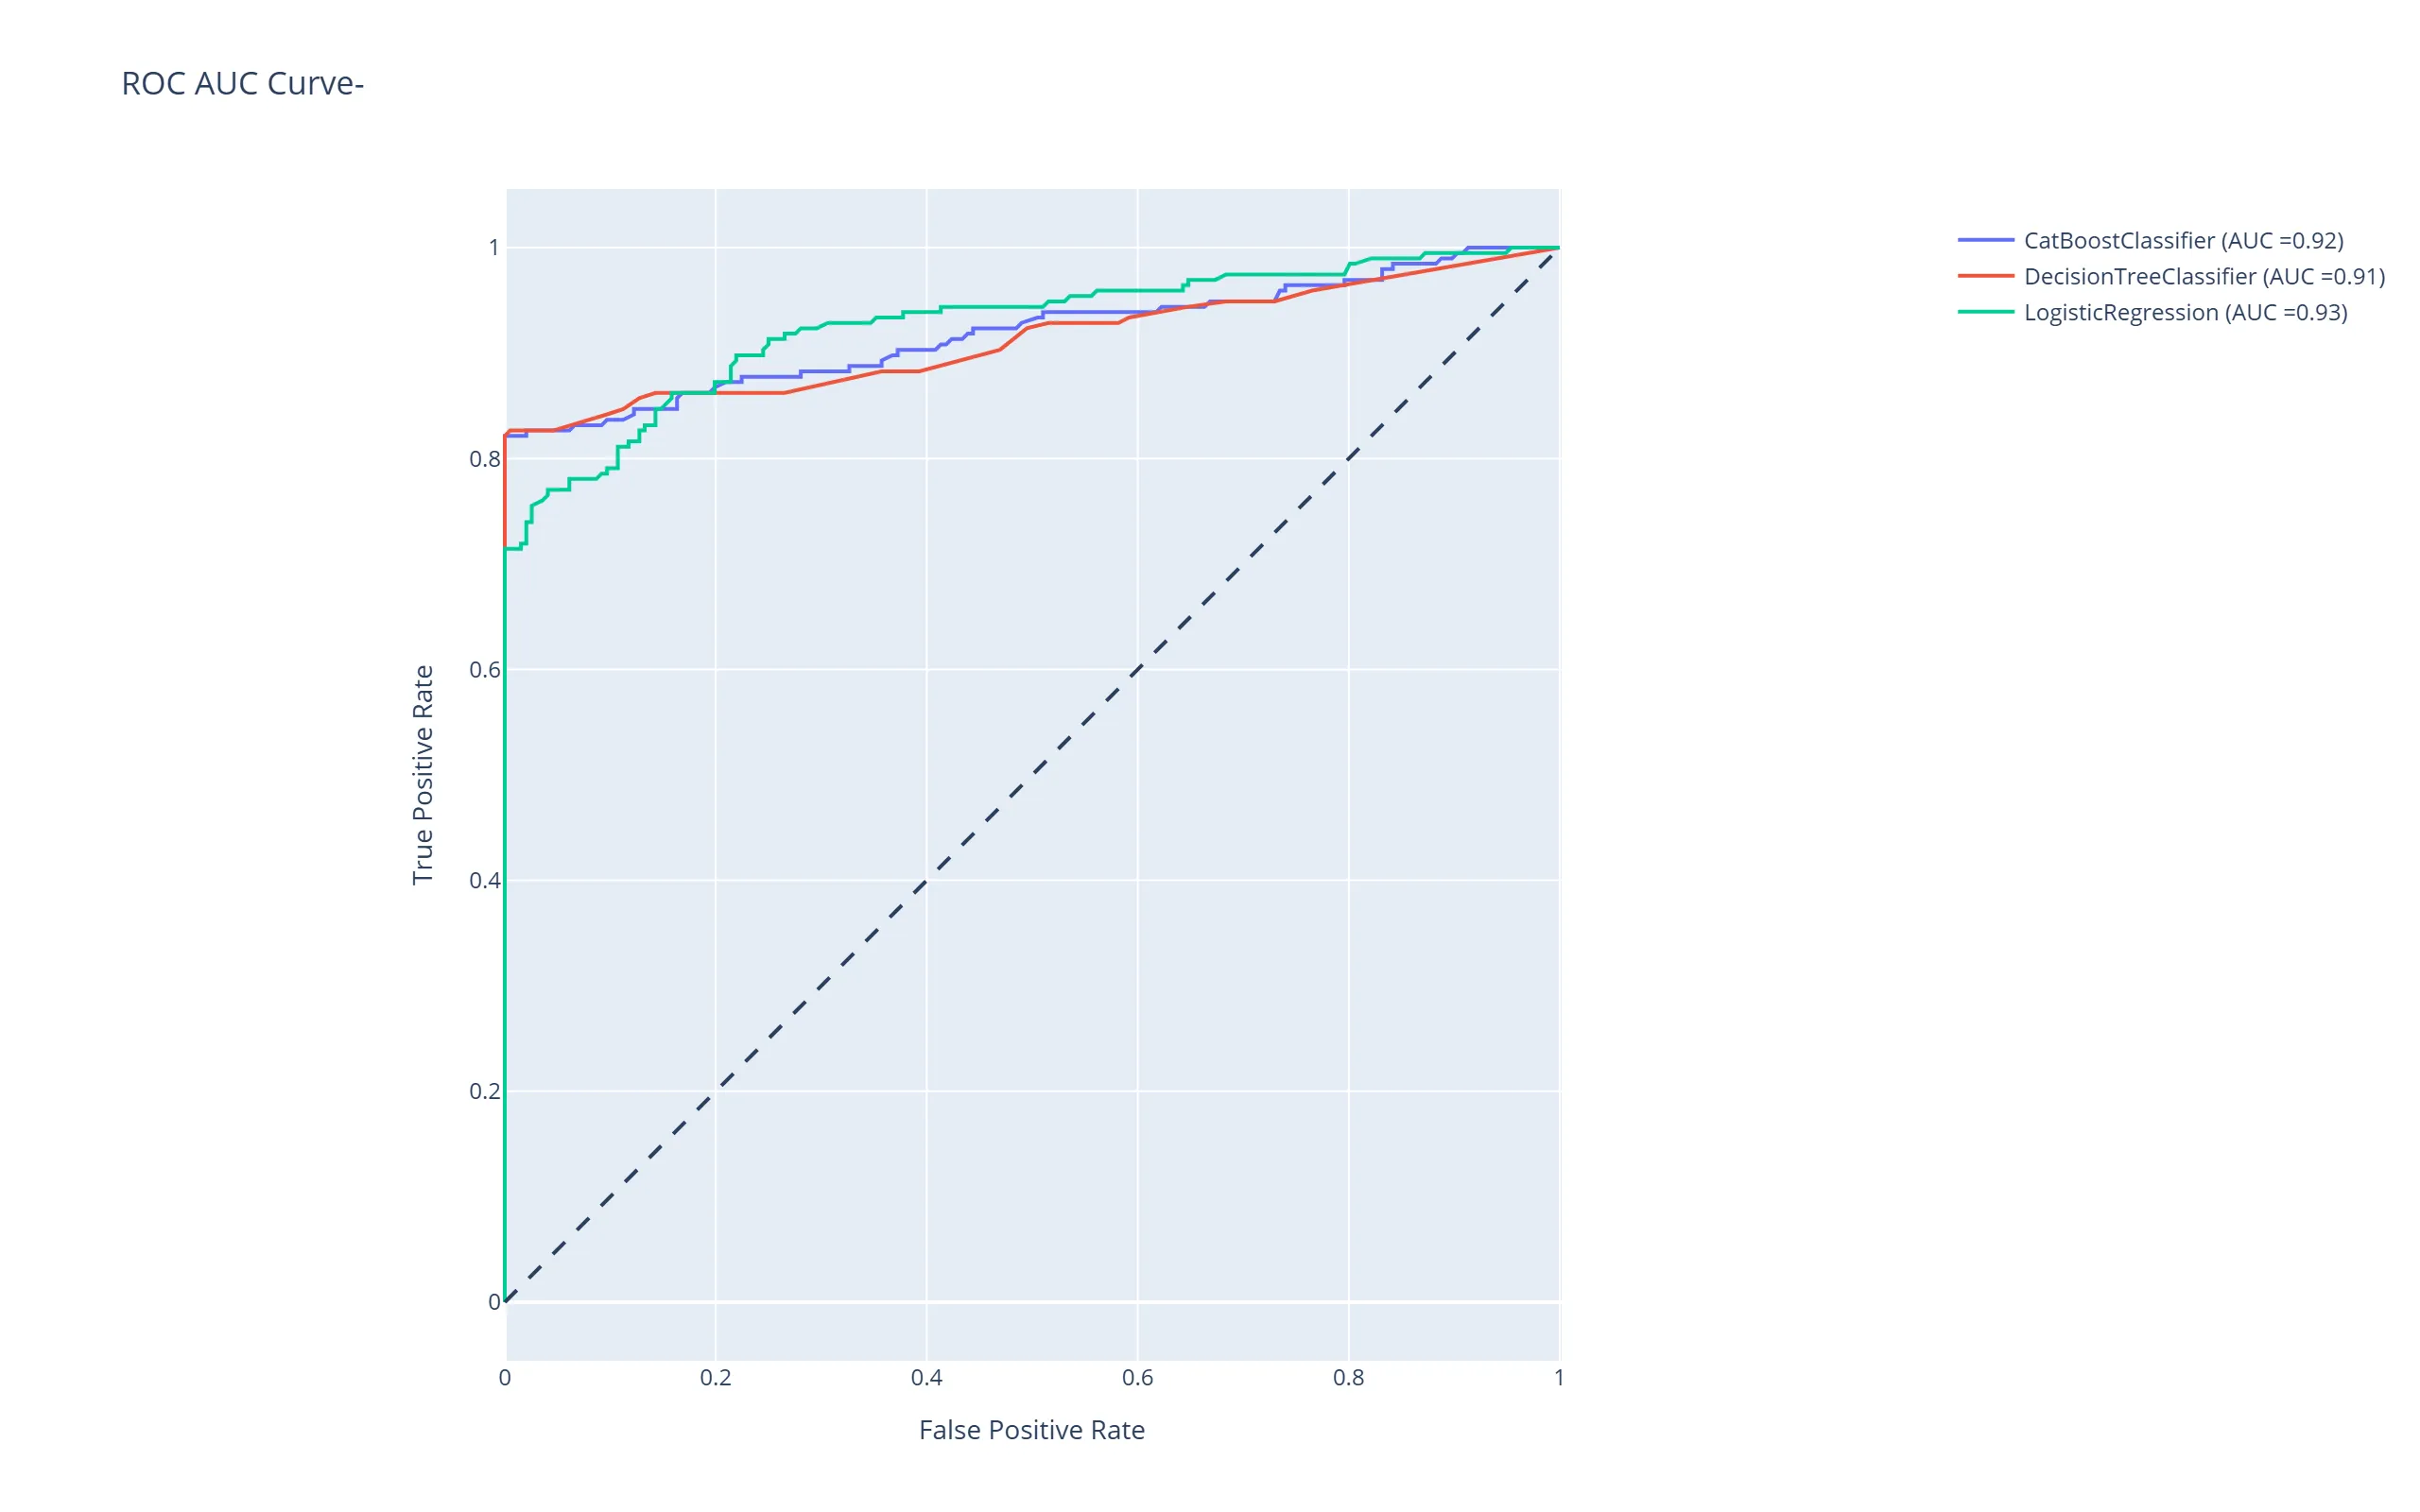 ROC AUC Curve-
CatBoostClassifier (AUC =0.92)
DecisionTreeClassifier (AUC =0.91)
LogisticRegression (AUC =0.93)
True Positive Rate
1
0.8
0.6
0.4
0.2
0
0 0.2 0.4 0.6 0.8 1
False Positive Rate